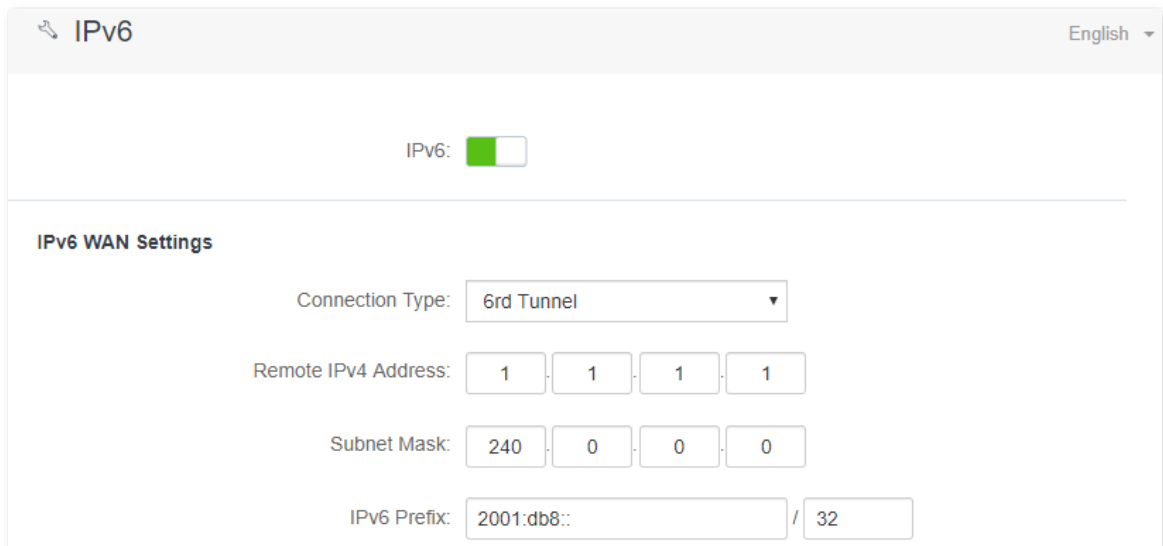 IPv6
English
IPv6:
IPv6 WAN Settings
Connection Type: 6rd Tunnel
Remote IPv4 Address: 1 . 1 . 1 . 1
Subnet Mask: 240 . 0 . 0 . 0
IPv6 Prefix: 2001:db8:: / 32